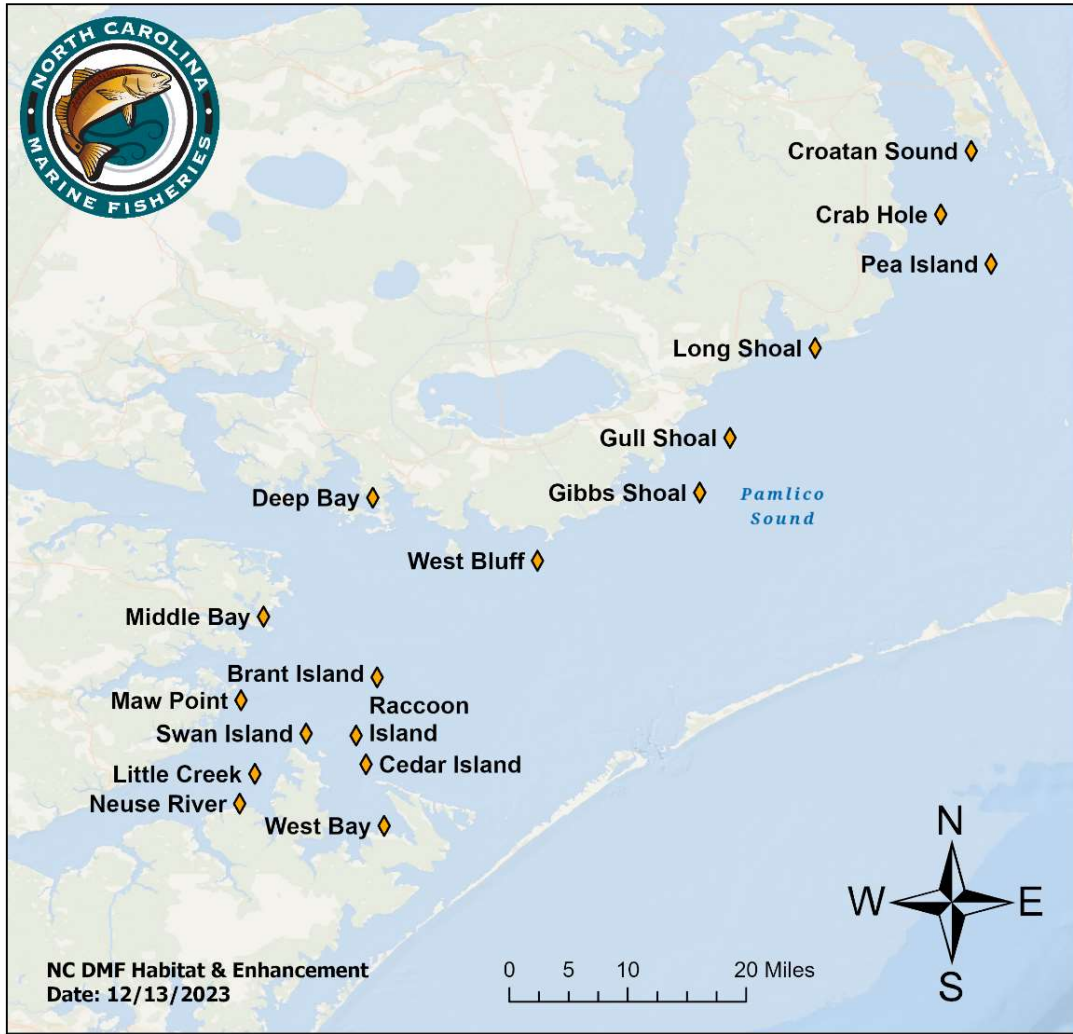 NORTH CAROLINA
MARINE FISHERIES
Croatan Sound
Crab Hole
Pea Island
Long Shoal
Gull Shoal
Gibbs Shoal
Pamlico
Sound
Deep Bay
West Bluff
Middle Bay
Brant Island
Maw Point
Raccoon
Island
Swan Island
Cedar Island
Little Creek
Neuse River
West Bay
N
W
E
S
NC DMF Habitat & Enhancement
Date: 12/13/2023
0 5 10 20 Miles